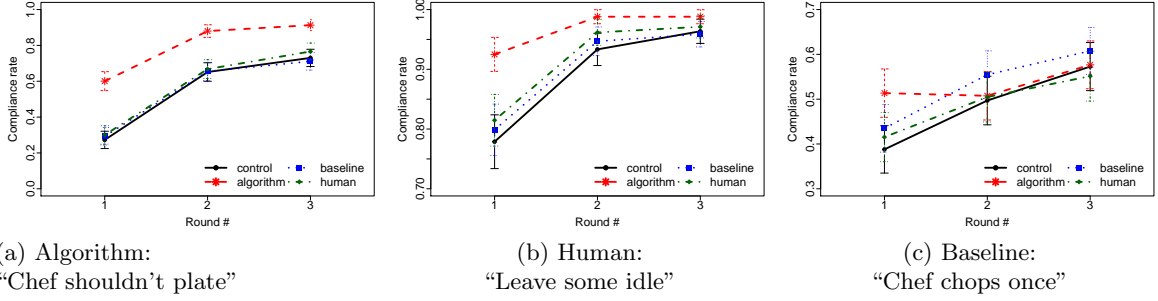 Compliance rate
0.0 0.2 0.4 0.6 0.8 1.0
control baseline
algorithm human
1 2 3
Round #
(a) Algorithm:
“Chef shouldn’t plate”
Compliance rate
0.70 0.80 0.90 1.00
control baseline
algorithm human
1 2 3
Round #
(b) Human:
“Leave some idle”
Compliance rate
0.3 0.4 0.5 0.6 0.7
control baseline
algorithm human
1 2 3
Round #
(c) Baseline:
“Chef chops once”